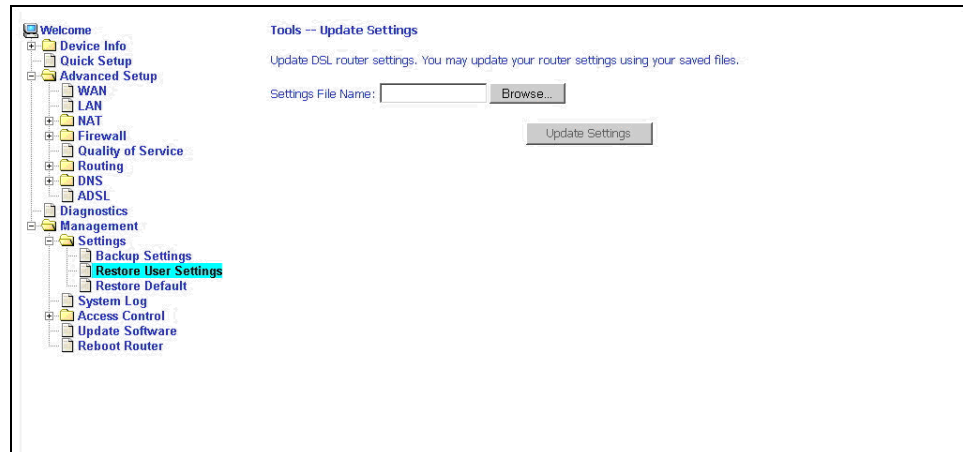 Welcome
Device Info
Quick Setup
Advanced Setup
WAN
LAN
NAT
Firewall
Quality of Service
Routing
DNS
ADSL
Diagnostics
Management
Settings
Backup Settings
Restore User Settings
Restore Default
System Log
Access Control
Update Software
Reboot Router
Tools -- Update Settings
Update DSL router settings. You may update your router settings using your saved files.
Settings File Name: Browse...
Update Settings